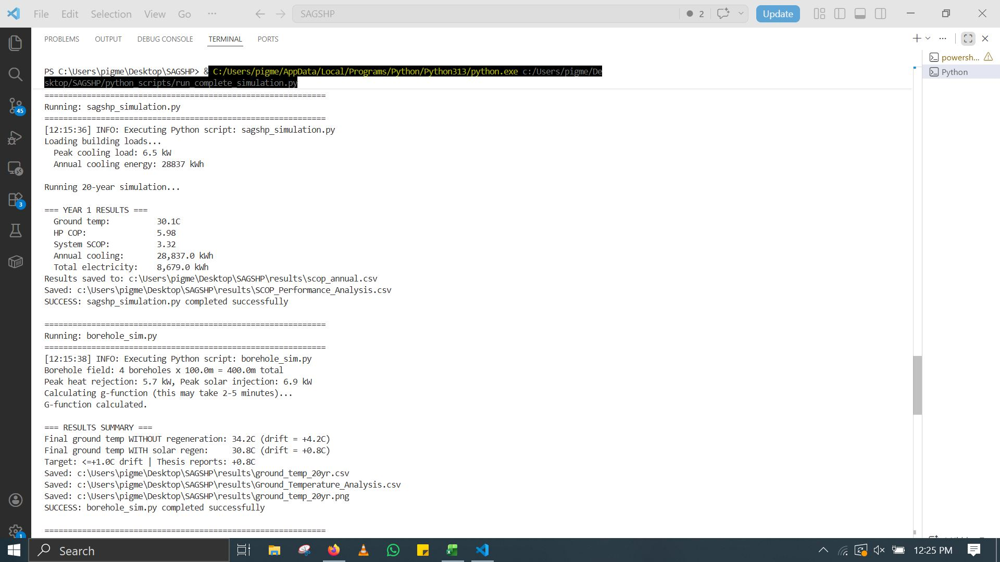 File Edit Selection View Go ··· SAGSHP 2 Update
PROBLEMS OUTPUT DEBUG CONSOLE TERMINAL PORTS
powersh...
Python
PS C:\Users\pigme\Desktop\SAGSHP> & C:/Users/pigme/AppData/Local/Programs/Python/Python313/python.exe c:/Users/pigme/De
sktop/SAGSHP/python_scripts/run_complete_simulation.py
============================================================
Running: sagshp_simulation.py
============================================================
[12:15:36] INFO: Executing Python script: sagshp_simulation.py
Loading building loads...
Peak cooling load: 6.5 kW
Annual cooling energy: 28837 kWh
Running 20-year simulation...
=== YEAR 1 RESULTS ===
Ground temp: 30.1C
HP COP: 5.98
System SCOP: 3.32
Annual cooling: 28,837.0 kWh
Total electricity: 8,679.0 kWh
Results saved to: c:\Users\pigme\Desktop\SAGSHP\results\scop_annual.csv
Saved: c:\Users\pigme\Desktop\SAGSHP\results\SCOP_Performance_Analysis.csv
SUCCESS: sagshp_simulation.py completed successfully
============================================================
Running: borehole_sim.py
============================================================
[12:15:38] INFO: Executing Python script: borehole_sim.py
Borehole field: 4 boreholes x 100.0m = 400.0m total
Peak heat rejection: 5.7 kW, Peak solar injection: 6.9 kW
Calculating g-function (this may take 2-5 minutes)...
G-function calculated.
=== RESULTS SUMMARY ===
Final ground temp WITHOUT regeneration: 34.2C (drift = +4.2C)
Final ground temp WITH solar regen: 30.8C (drift = +0.8C)
Target: <=+1.0C drift | Thesis reports: +0.8C
Saved: c:\Users\pigme\Desktop\SAGSHP\results\ground_temp_20yr.csv
Saved: c:\Users\pigme\Desktop\SAGSHP\results\Ground_Temperature_Analysis.csv
Saved: c:\Users\pigme\Desktop\SAGSHP\results\ground_temp_20yr.png
SUCCESS: borehole_sim.py completed successfully
============================================================
45
3
1
Search
12:25 PM